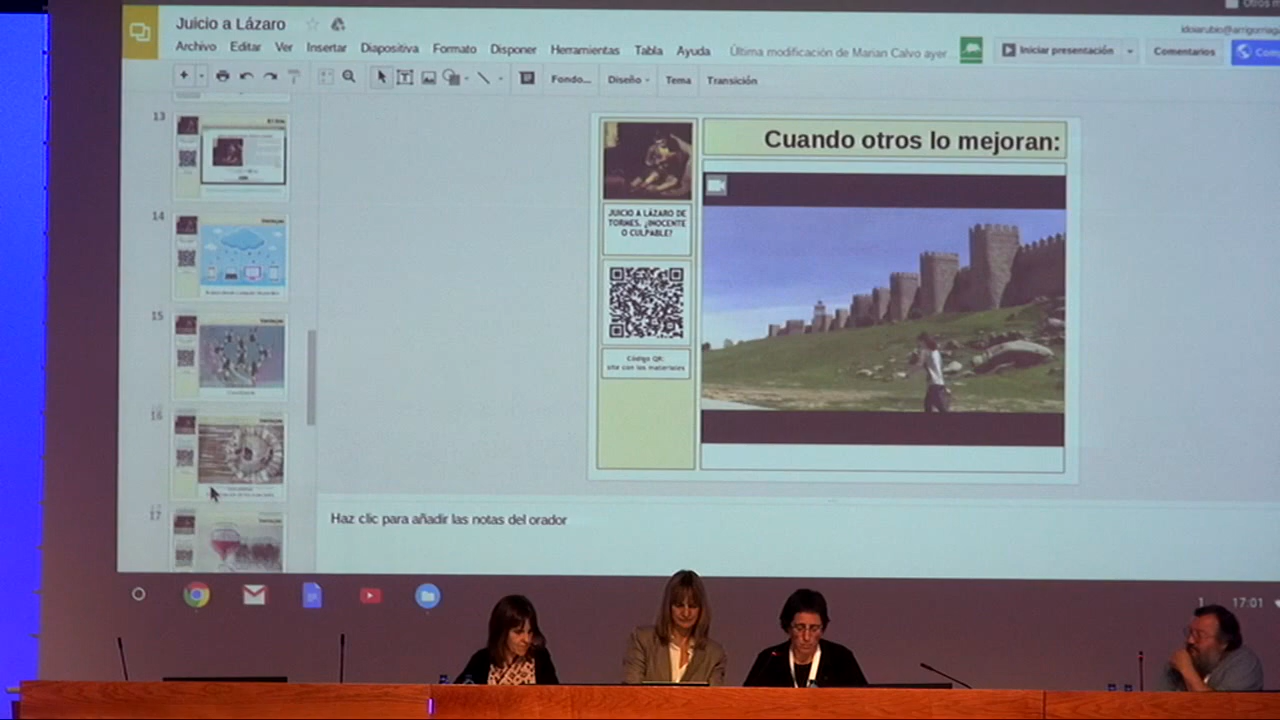 Juicio a Lázaro
Archivo Editar Ver Insertar Diapositiva Formato Disponer Herramientas Tabla Ayuda Última modificación de Marian Calvo ayer
Iniciar presentación
Comentarios
Fondo... Diseño Tema Transición
13
14
15
16
17
Cuando otros lo mejoran:
JUICIO A LÁZARO DE
TORMES. ¿INOCENTE
O CULPABLE?
Código QR:
site con los materiales
Haz clic para añadir las notas del orador
17:01